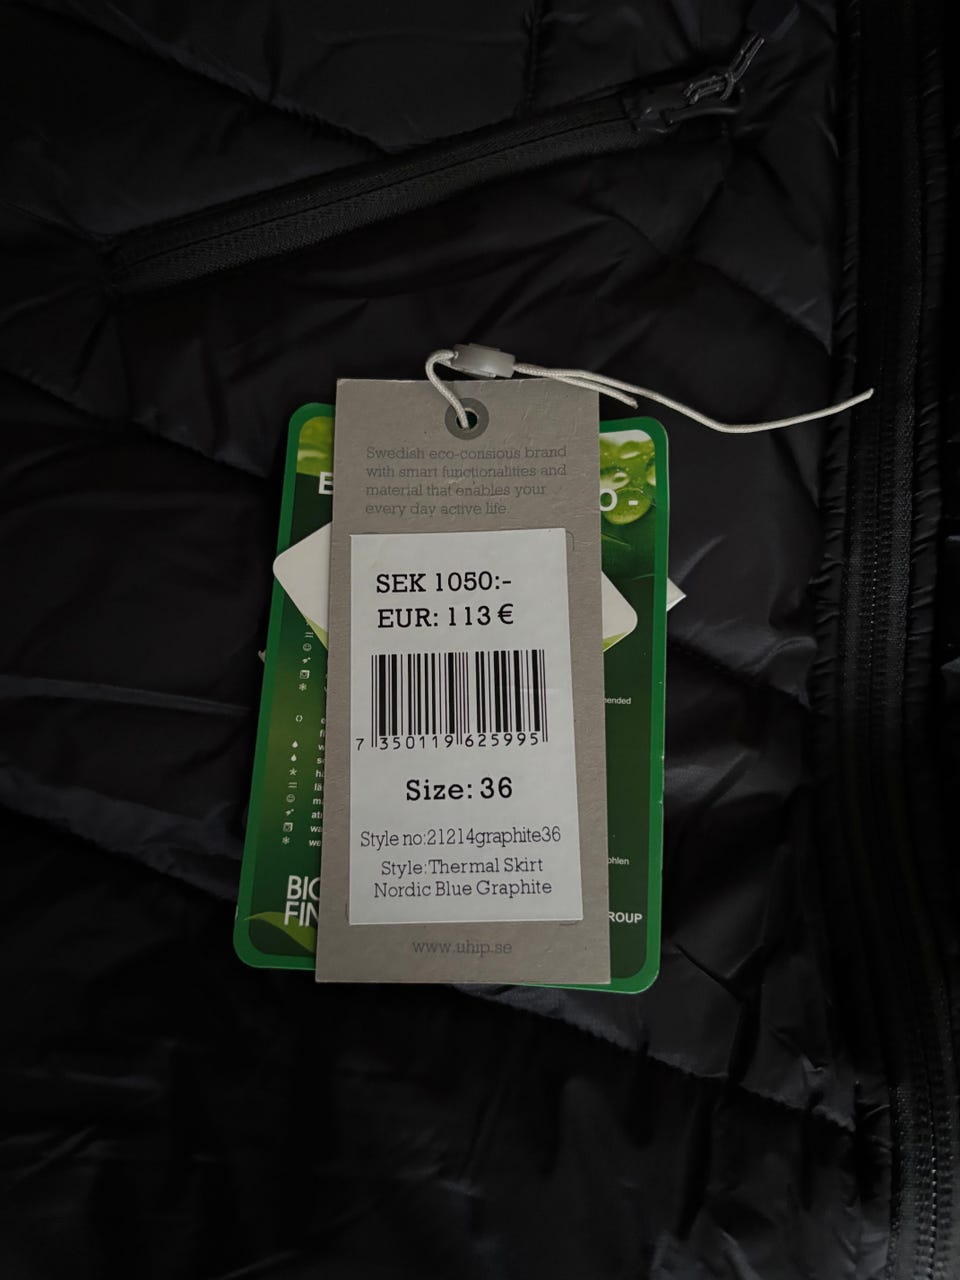 Swedish eco-consious brand
with smart functionalities and
material that enables your
every day active life.
SEK 1050:-
EUR: 113 €
7 350119 625995
Size: 36
Style no:21214graphite36
Style:Thermal Skirt
Nordic Blue Graphite
www.uhip.se